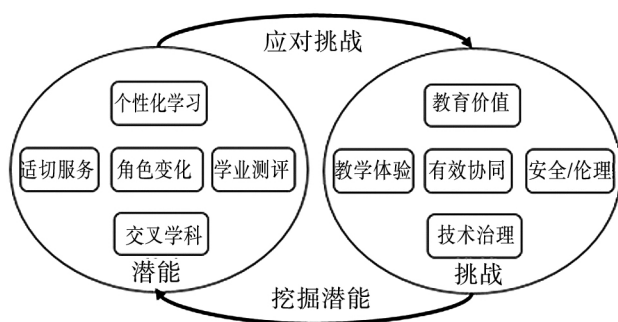 应对挑战
个性化学习
教育价值
适切服务 角色变化 学业测评
教学体验 有效协同 安全/伦理
交叉学科
技术治理
潜能
挑战
挖掘潜能